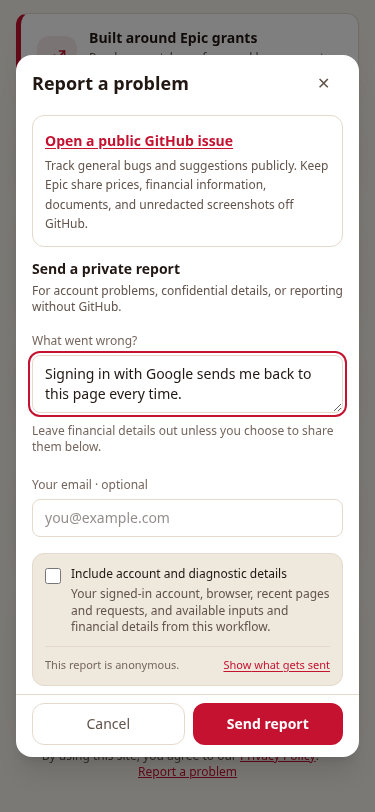 Built around Epic grants
Report a problem
×
Open a public GitHub issue
Track general bugs and suggestions publicly. Keep
Epic share prices, financial information,
documents, and unredacted screenshots off
GitHub.
Send a private report
For account problems, confidential details, or reporting
without GitHub.
What went wrong?
Signing in with Google sends me back to
this page every time.
Leave financial details out unless you choose to share
them below.
Your email · optional
you@example.com
Include account and diagnostic details
Your signed-in account, browser, recent pages
and requests, and available inputs and
financial details from this workflow.
This report is anonymous. Show what gets sent
Cancel Send report
By using this site, you agree to our Privacy Policy.
Report a problem